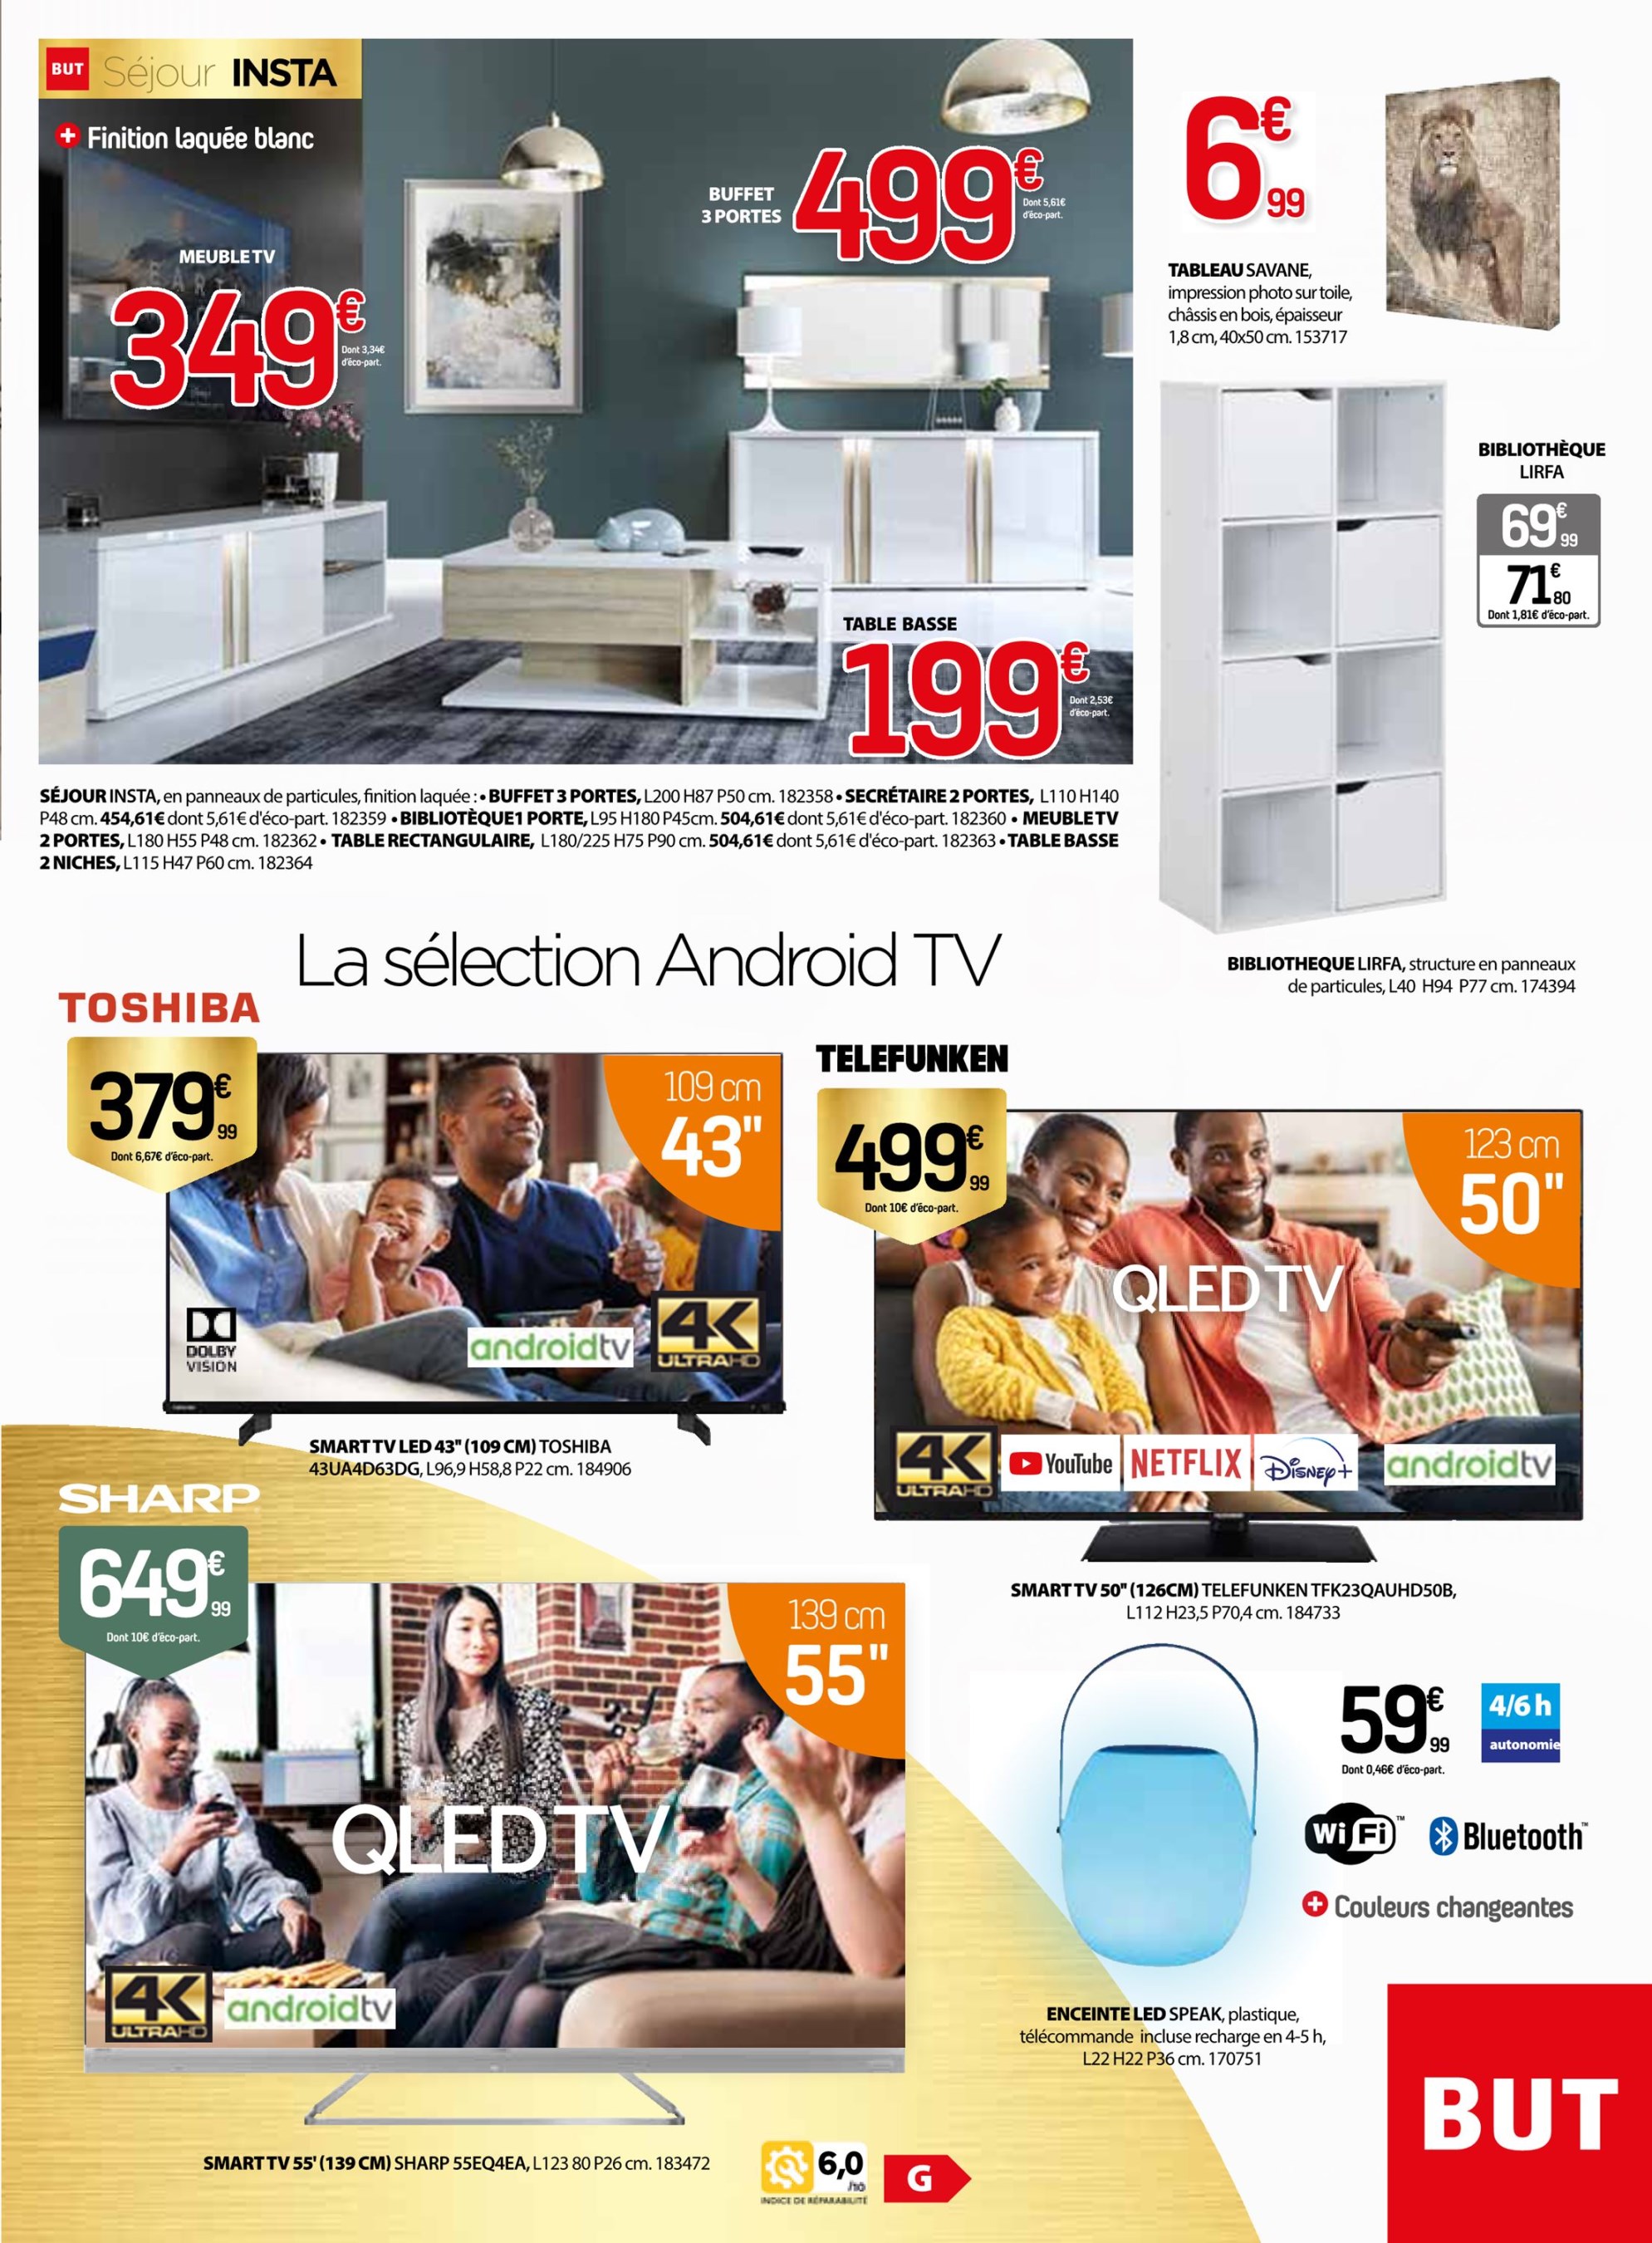 BUT Séjour INSTA
+ Finition laquée blanc
MEUBLE TV
349€
Dont 3,34€
d'éco-part.
BUFFET
3 PORTES
499€
Dont 5,61€
d'éco-part.
TABLE BASSE
199€
Dont 2,53€
d'éco-part.
6€99
TABLEAU SAVANE,
impression photo sur toile,
châssis en bois, épaisseur
1,8 cm, 40x50 cm. 153717
BIBLIOTHÈQUE
LIRFA
69€99
71€80
Dont 1,81€ d'éco-part.
SÉJOUR INSTA, en panneaux de particules, finition laquée : • BUFFET 3 PORTES, L200 H87 P50 cm. 182358 • SECRÉTAIRE 2 PORTES, L110 H140
P48 cm. 454,61€ dont 5,61€ d'éco-part. 182359 • BIBLIOTÈQUE1 PORTE, L95 H180 P45cm. 504,61€ dont 5,61€ d'éco-part. 182360 • MEUBLE TV
2 PORTES, L180 H55 P48 cm. 182362 • TABLE RECTANGULAIRE, L180/225 H75 P90 cm. 504,61€ dont 5,61€ d'éco-part. 182363 • TABLE BASSE
2 NICHES, L115 H47 P60 cm. 182364
BIBLIOTHEQUE LIRFA, structure en panneaux
de particules, L40 H94 P77 cm. 174394
La sélection Android TV
TOSHIBA
379€99
Dont 6,67€ d'éco-part.
109 cm
43"
DOLBY
VISION
androidtv
4K
ULTRA HD
SMART TV LED 43" (109 CM) TOSHIBA
43UA4D63DG, L96,9 H58,8 P22 cm. 184906
TELEFUNKEN
499€99
Dont 10€ d'éco-part.
123 cm
50"
QLED TV
4K
ULTRA HD
YouTube
NETFLIX
Disney+
androidtv
SMART TV 50" (126CM) TELEFUNKEN TFK23QAUHD50B,
L112 H23,5 P70,4 cm. 184733
SHARP
649€99
Dont 10€ d'éco-part.
139 cm
55"
QLED TV
4K
ULTRA HD
androidtv
SMART TV 55' (139 CM) SHARP 55EQ4EA, L123 80 P26 cm. 183472
6,0
/10
INDICE DE RÉPARABILITÉ
G
59€99
Dont 0,46€ d'éco-part.
4/6 h
autonomie
WiFi™
Bluetooth™
+ Couleurs changeantes
ENCEINTE LED SPEAK, plastique,
télécommande incluse recharge en 4-5 h,
L22 H22 P36 cm. 170751
BUT